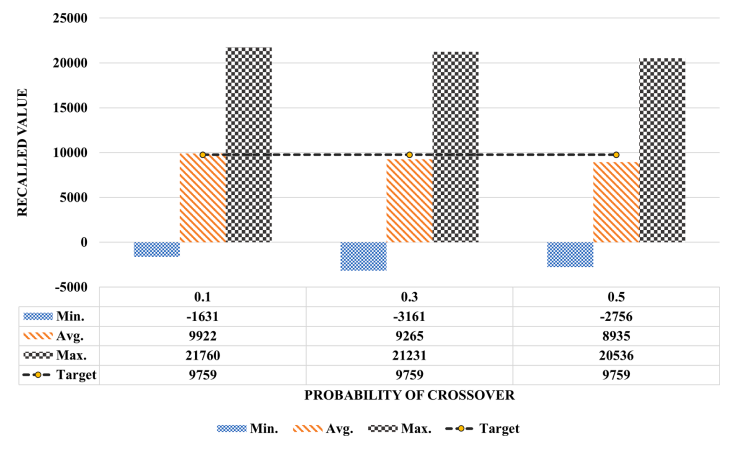 25000
20000
15000
10000
5000
0
-5000
RECALLED VALUE
0.1 0.3 0.5
Min. -1631 -3161 -2756
Avg. 9922 9265 8935
Max. 21760 21231 20536
Target 9759 9759 9759
PROBABILITY OF CROSSOVER
Min. Avg. Max. Target